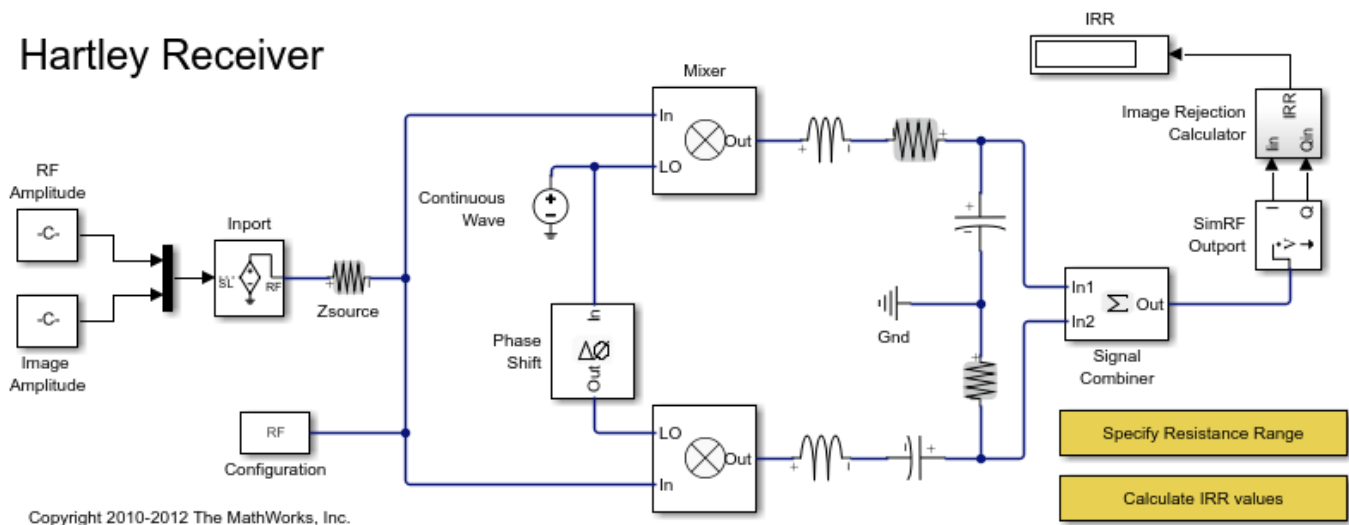 Hartley Receiver
IRR
Mixer
In
Out
LO
IRR
Iin
Qin
Image Rejection
Calculator
RF
Amplitude
-C-
Inport
SL
RF
Zsource
Continuous
Wave
I
Q
SimRF
Outport
In1
In2
Σ
Out
Signal
Combiner
Gnd
-C-
Image
Amplitude
Phase
Shift
In
ΔØ
Out
RF
Configuration
LO
Out
In
Specify Resistance Range
Calculate IRR values
Copyright 2010-2012 The MathWorks, Inc.